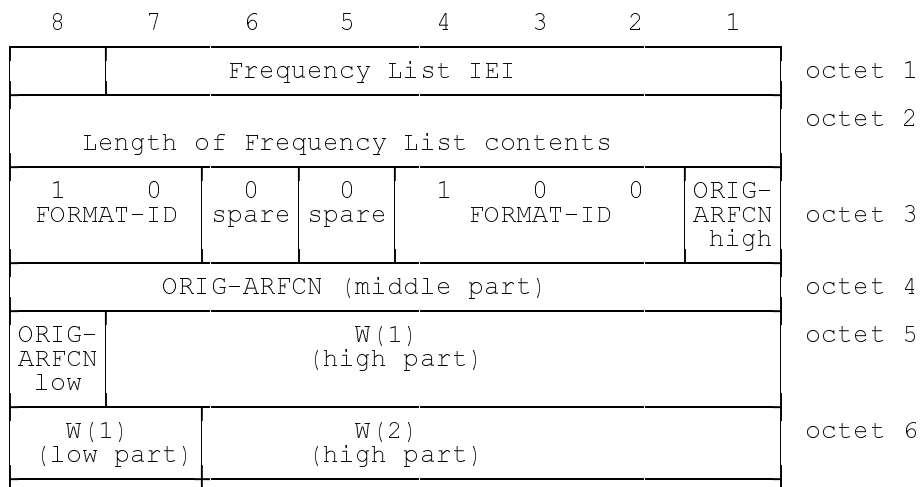 8 7 6 5 4 3 2 1
Frequency List IEI octet 1
octet 2
Length of Frequency List contents
1 0 0 0 1 0 0 ORIG-
FORMAT-ID spare spare FORMAT-ID ARFCN octet 3
high
ORIG-ARFCN (middle part) octet 4
ORIG- W(1) octet 5
ARFCN (high part)
low
W(1) W(2) octet 6
(low part) (high part)